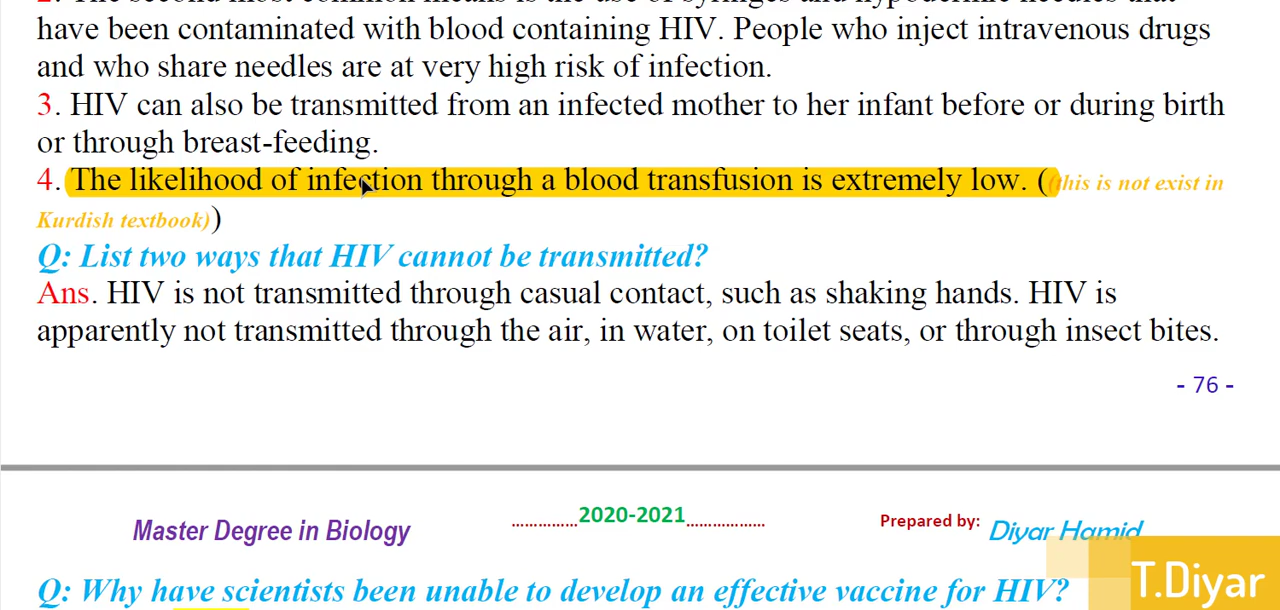 have been contaminated with blood containing HIV. People who inject intravenous drugs
and who share needles are at very high risk of infection.
3. HIV can also be transmitted from an infected mother to her infant before or during birth
or through breast-feeding.
4. The likelihood of infection through a blood transfusion is extremely low. ((this is not exist in
Kurdish textbook))
Q: List two ways that HIV cannot be transmitted?
Ans. HIV is not transmitted through casual contact, such as shaking hands. HIV is
apparently not transmitted through the air, in water, on toilet seats, or through insect bites.
- 76 -
Master Degree in Biology ..............2020-2021................. Prepared by: Diyar Hamid
T.Diyar
Q: Why have scientists been unable to develop an effective vaccine for HIV?